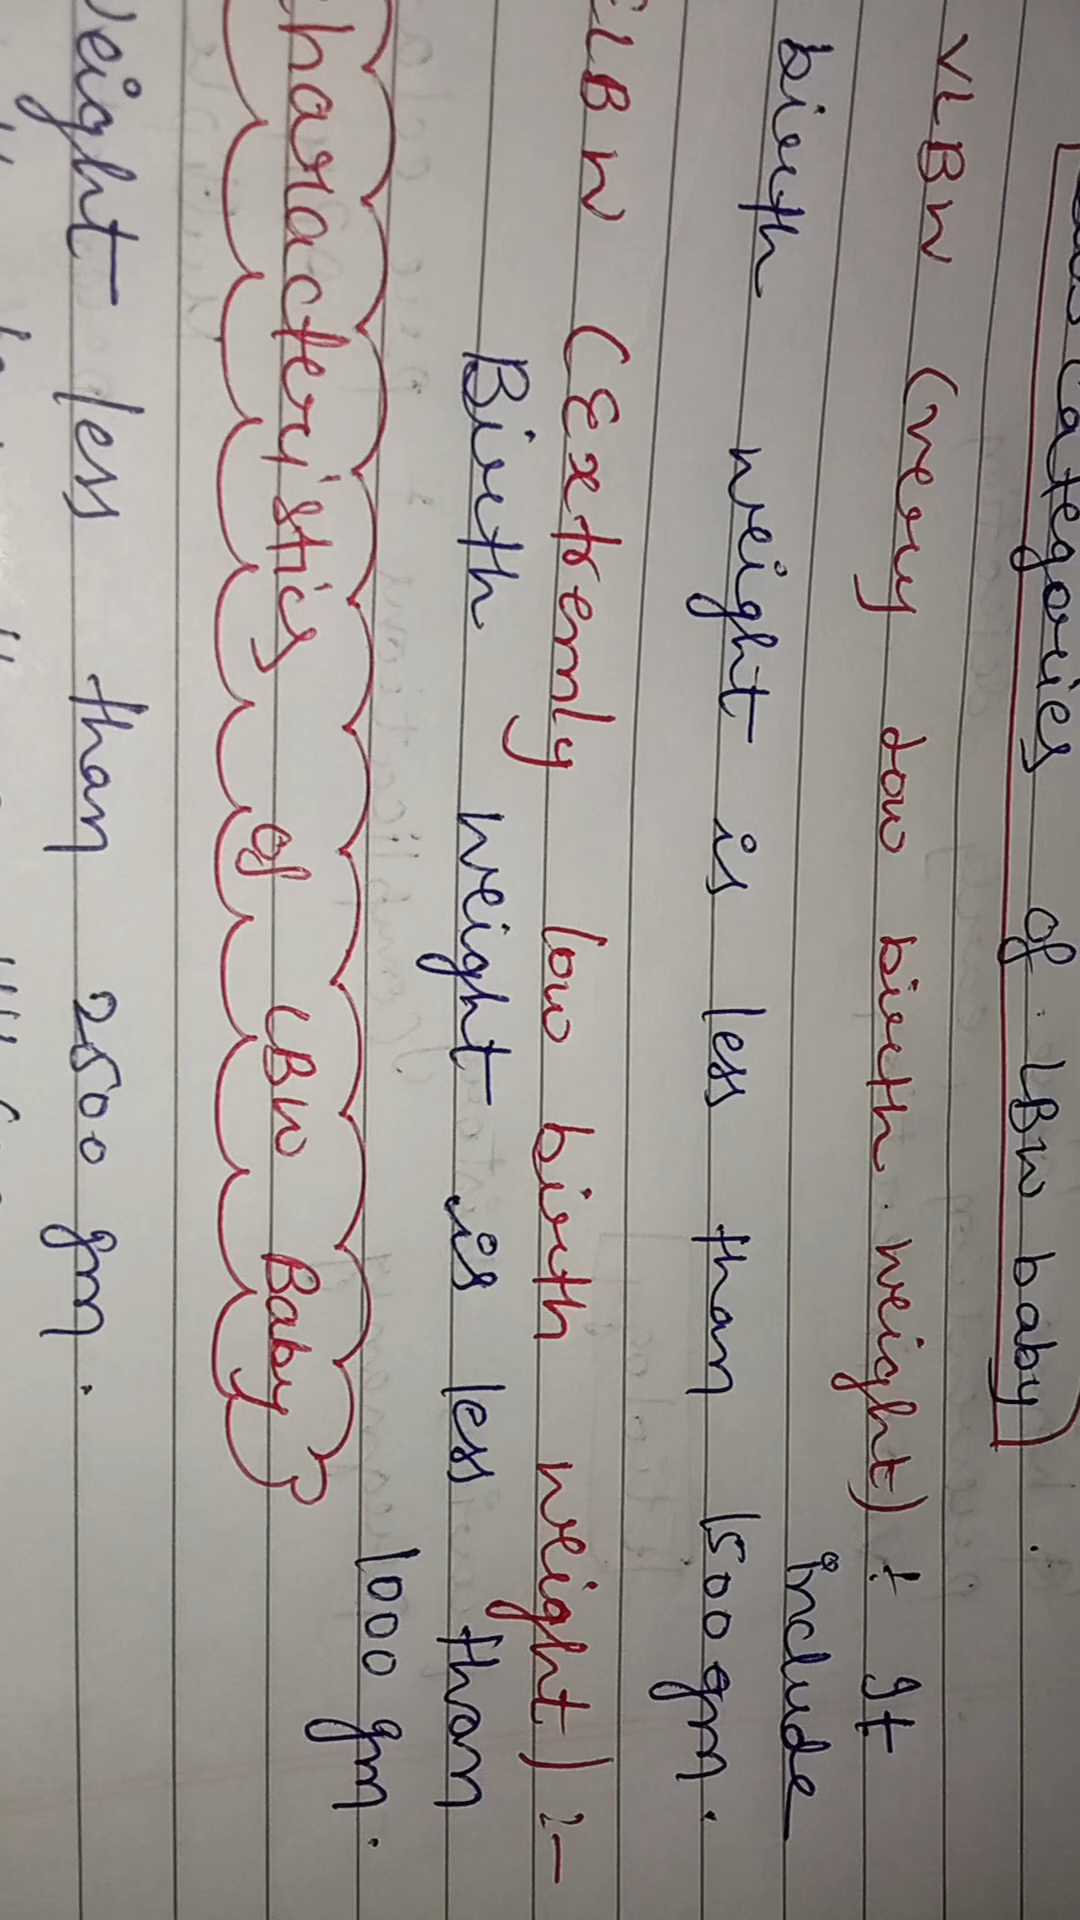 Categories of LBW baby
VLBW (very low birth weight) :- It include
birth weight is less than 1500 gm.
ELBW (Extremly low birth weight) :-
Birth weight is less than
1000 gm.
Characteristics of LBW Baby
Weight less than 2500 gm.